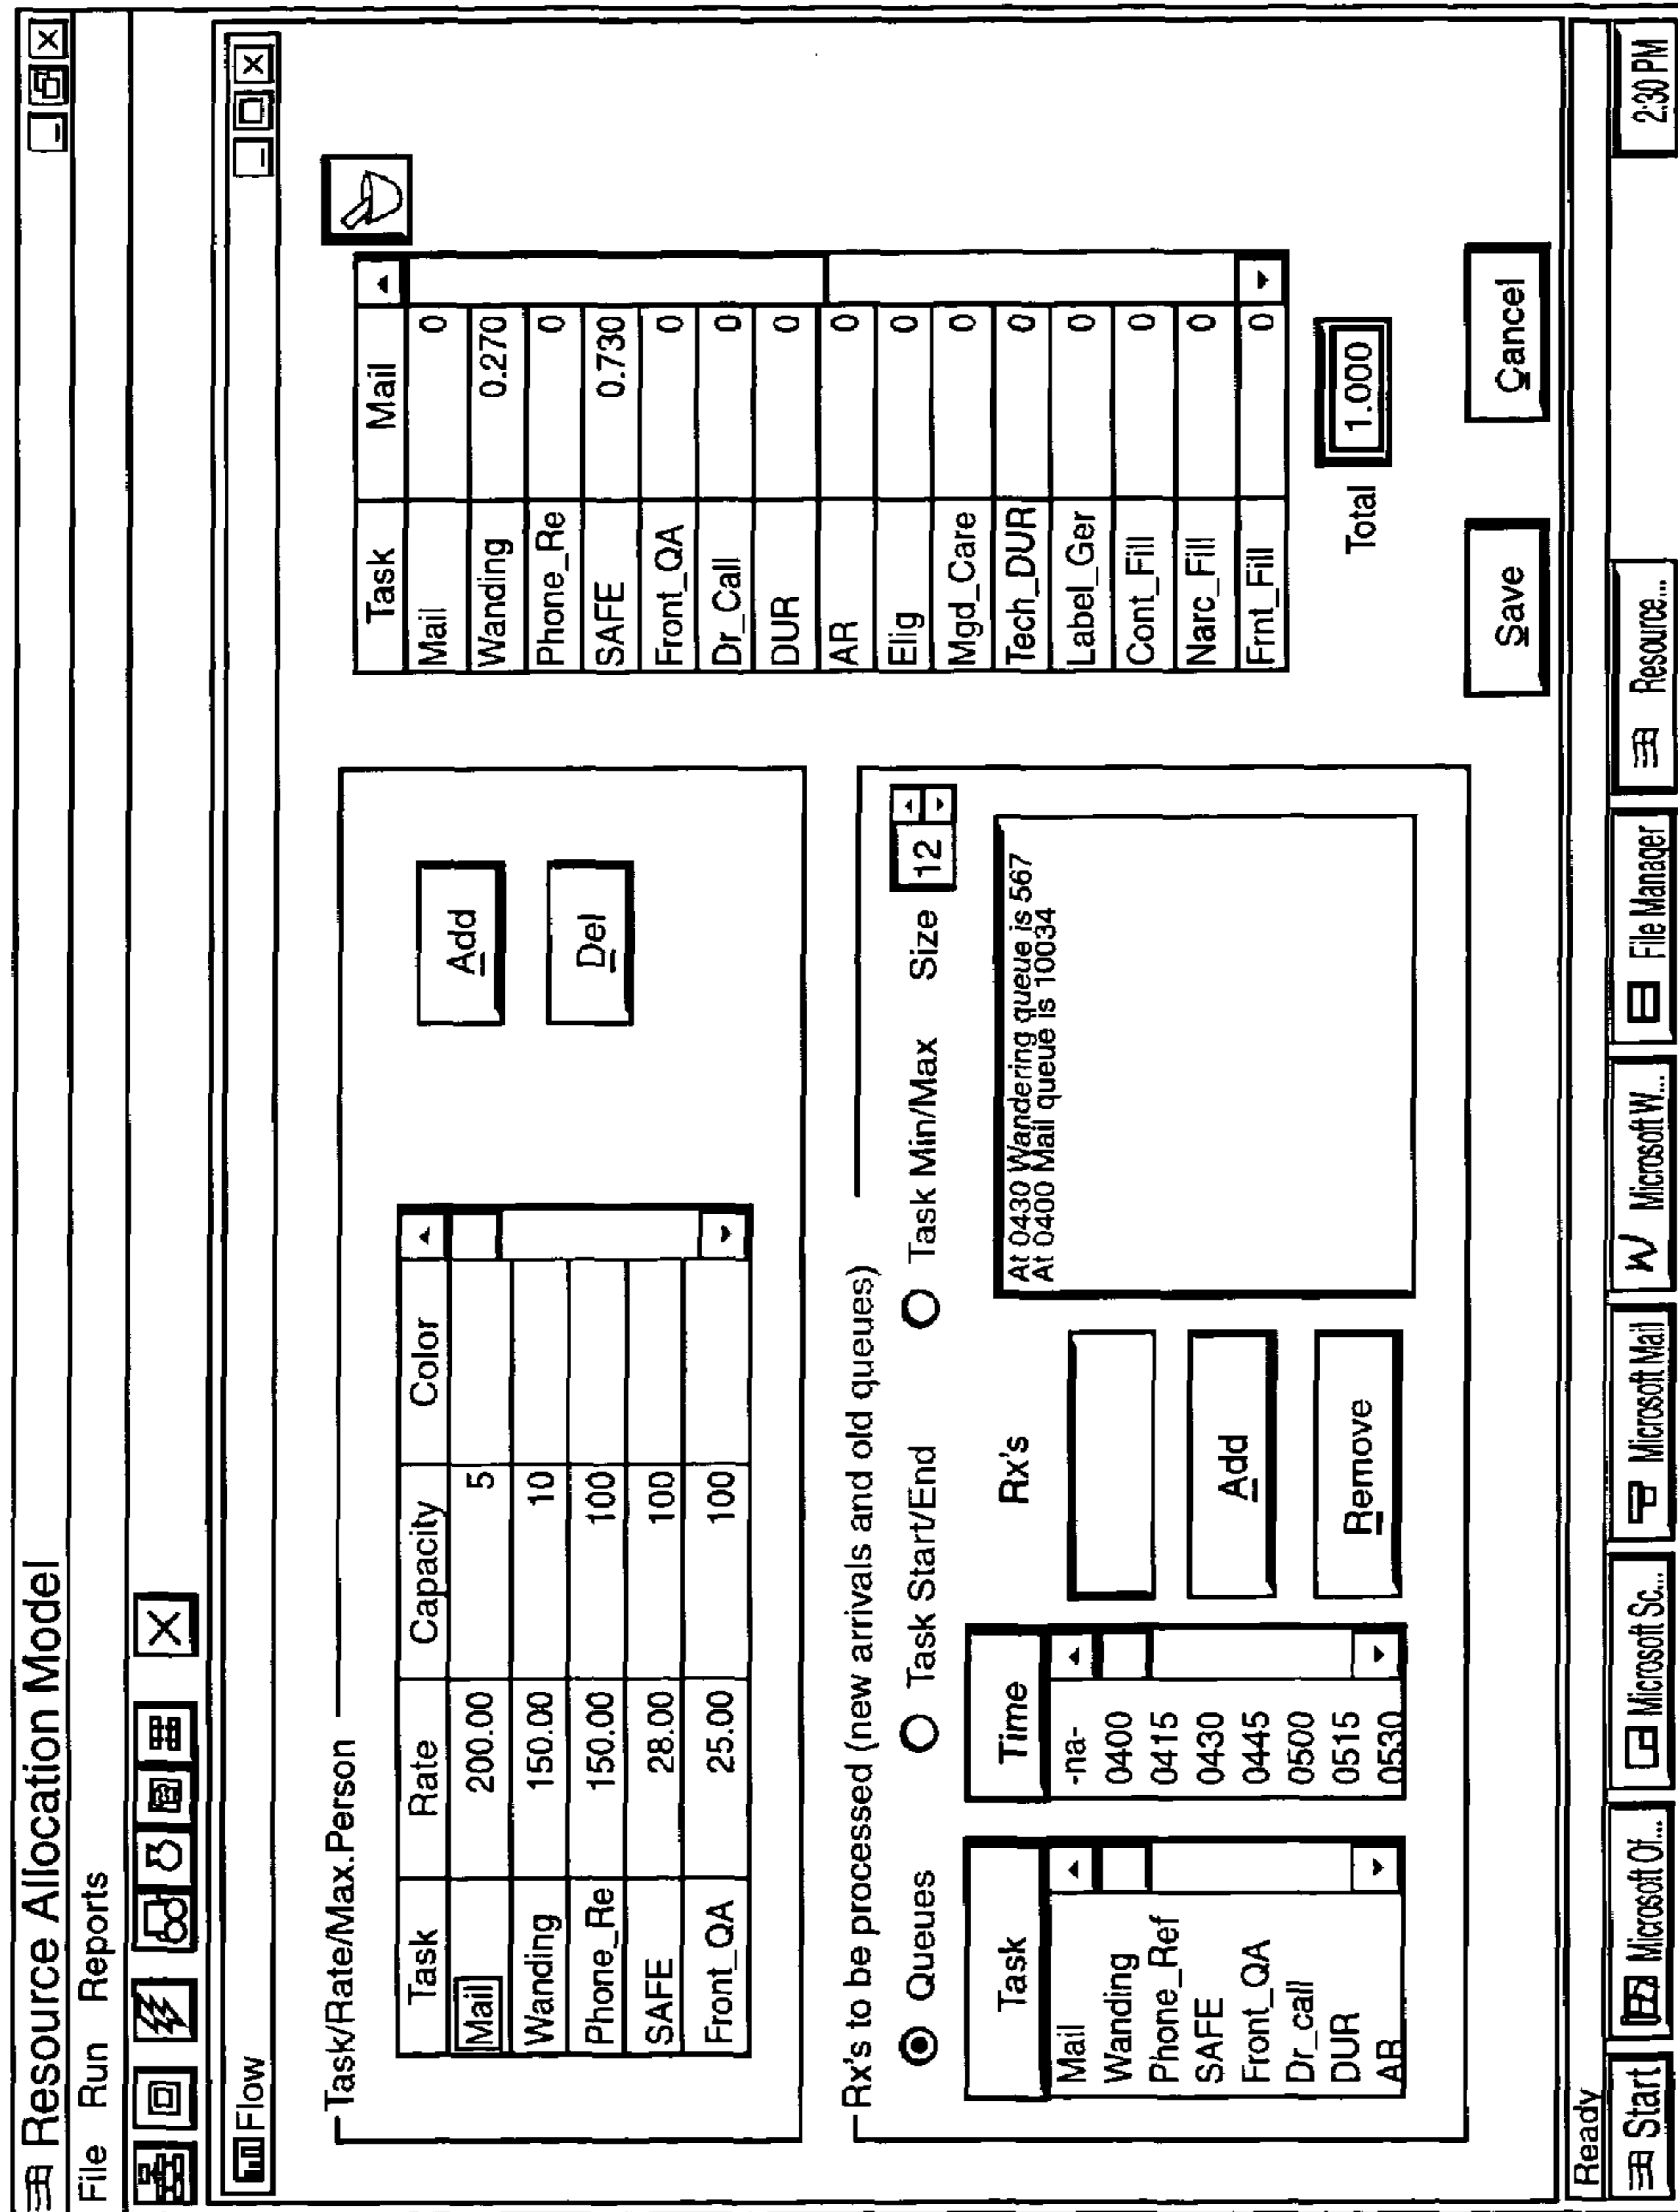 Resource Allocation Model
File Run Reports
Flow
Task/Rate/Max.Person
Task Rate Capacity Color
Mail 200.00 5
Wanding 150.00 10
Phone_Re 150.00 100
SAFE 28.00 100
Front_QA 25.00 100
Add
Del
Rx's to be processed (new arrivals and old queues)
Queues Task Start/End Task Min/Max Size 12
Task
Mail
Wanding
Phone_Ref
SAFE
Front_QA
Dr_call
DUR
AR
Time
-na-
0400
0415
0430
0445
0500
0515
0530
Rx's
Add
Remove
At 0430 Wandering queue is 567
At 0400 Mail queue is 10034
Task Mail
Mail 0
Wanding 0.270
Phone_Re 0
SAFE 0.730
Front_QA 0
Dr_Call 0
DUR 0
AR 0
Elig 0
Mgd_Care 0
Tech_DUR 0
Label_Ger 0
Cont_Fill 0
Narc_Fill 0
Frnt_Fill 0
Total 1.000
Save Cancel
Ready
Start Microsoft Of... Microsoft Sc... Microsoft Mail Microsoft W... File Manager Resource... 2:30 PM